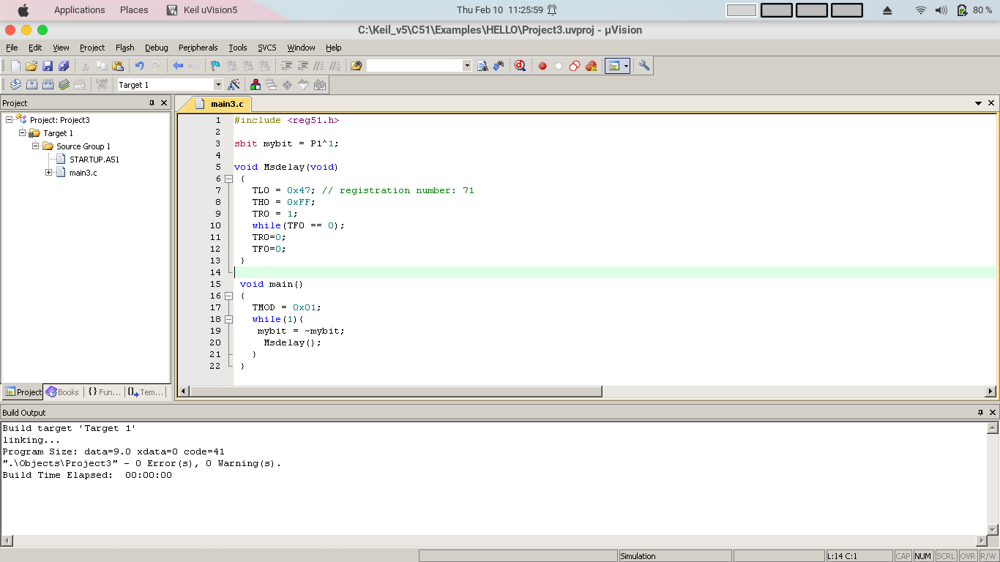 Applications Places Keil uVision5 Thu Feb 10 11:25:59 80 %
C:\Keil_v5\C51\Examples\HELLO\Project3.uvproj - µVision
File Edit View Project Flash Debug Peripherals Tools SVCS Window Help
LOAD Target 1
Project
main3.c
Project: Project3
Target 1
Source Group 1
STARTUP.A51
main3.c
1 #include <reg51.h>
2
3 sbit mybit = P1^1;
4
5 void Msdelay(void)
6 {
7 TL0 = 0x47; // registration number: 71
8 TH0 = 0xFF;
9 TR0 = 1;
10 while(TF0 == 0);
11 TR0=0;
12 TF0=0;
13 }
14
15 void main()
16 {
17 TMOD = 0x01;
18 while(1){
19 mybit = ~mybit;
20 Msdelay();
21 }
22 }
Project Books {} Fun... Tem...
Build Output
Build target 'Target 1'
linking...
Program Size: data=9.0 xdata=0 code=41
".\Objects\Project3" - 0 Error(s), 0 Warning(s).
Build Time Elapsed: 00:00:00
Simulation L:14 C:1 CAP NUM SCRL OVR R/W